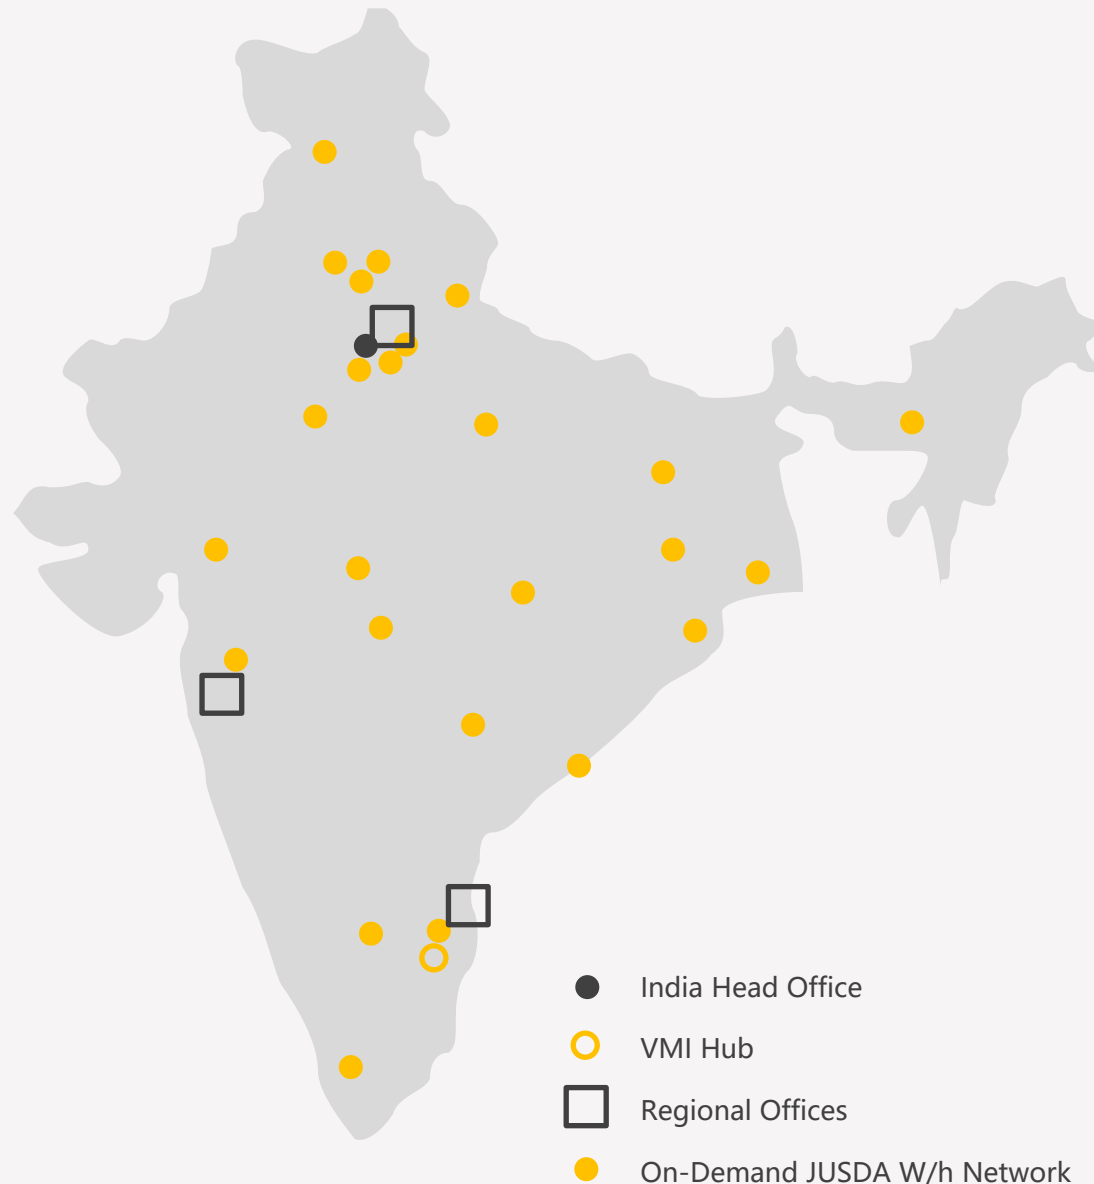 India Head Office
VMI Hub
Regional Offices
On-Demand JUSDA W/h Network